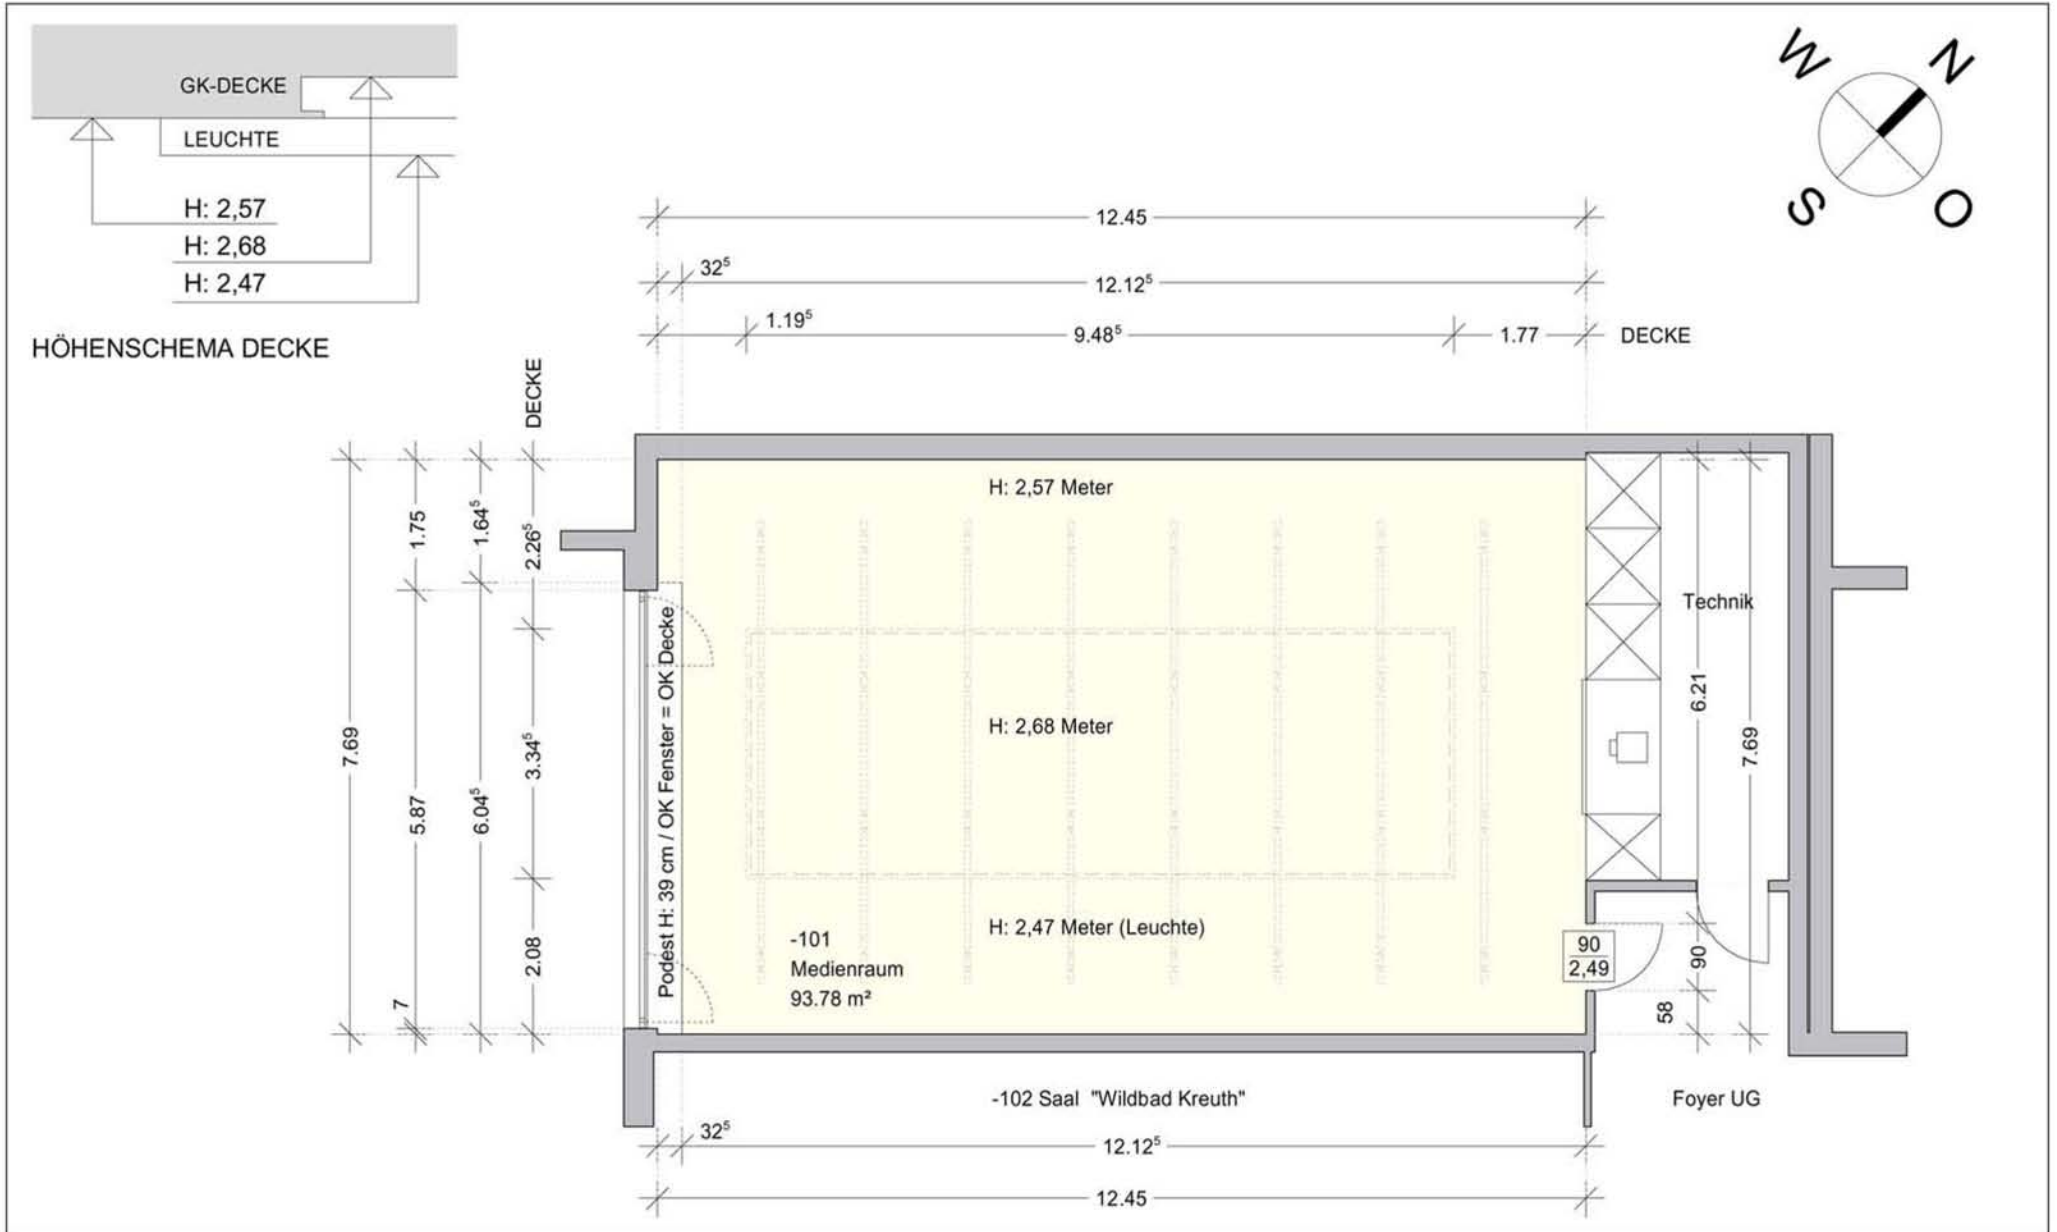 GK-DECKE
LEUCHTE
H: 2,57
H: 2,68
H: 2,47
HÖHENSCHEMA DECKE
W
N
S
O
12.45
32⁵
12.12⁵
1.19⁵
9.48⁵
1.77
DECKE
DECKE
1.75
1.64⁵
2.26⁵
7.69
5.87
6.04⁵
3.34⁵
2.08
7
H: 2,57 Meter
Podest H: 39 cm / OK Fenster = OK Decke
H: 2,68 Meter
H: 2,47 Meter (Leuchte)
-101
Medienraum
93.78 m²
Technik
6.21
7.69
90
2,49
90
58
-102 Saal "Wildbad Kreuth"
Foyer UG
32⁵
12.12⁵
12.45